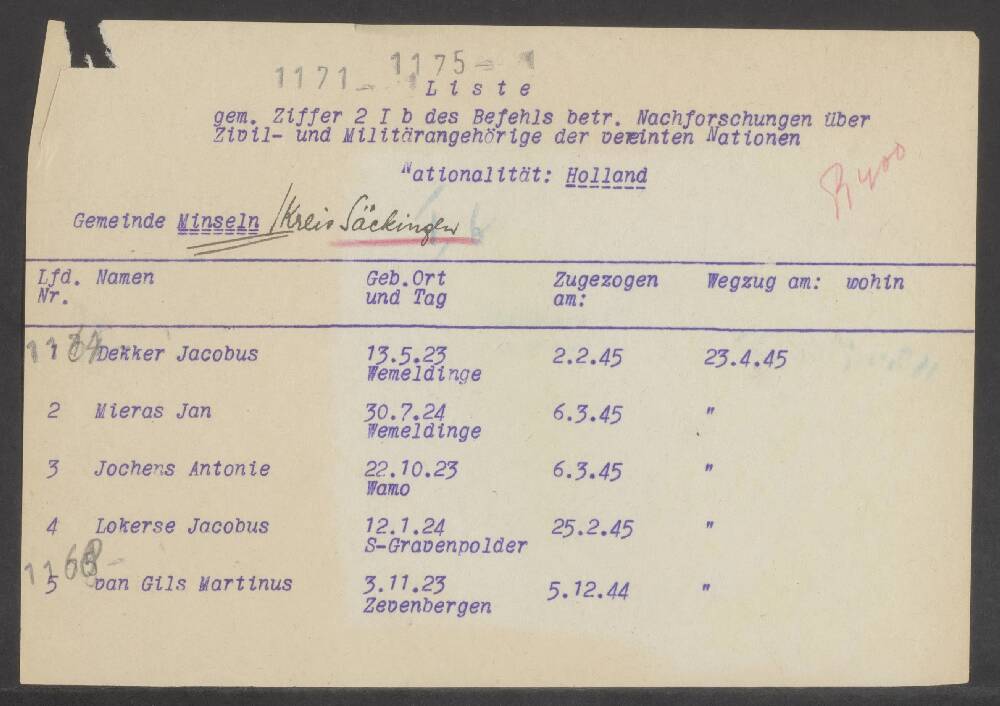 1171 - 1175 -
Liste
gem. Ziffer 2 I b des Befehls betr. Nachforschungen über
Zivil- und Militärangehörige der vereinten Nationen
Nationalität: Holland
Gemeinde Minseln /Kreis Säckingen
Lfd. Nr. Namen Geb.Ort und Tag Zugezogen am: Wegzug am: wohin
1 Dekker Jacobus 13.5.23 2.2.45 23.4.45
Wemeldinge
2 Mieras Jan 30.7.24 6.3.45 "
Wemeldinge
3 Jochens Antonie 22.10.23 6.3.45 "
Wamo
4 Lokerse Jacobus 12.1.24 25.2.45 "
S-Gravenpolder
5 van Gils Martinus 3.11.23 5.12.44 "
Zevenbergen